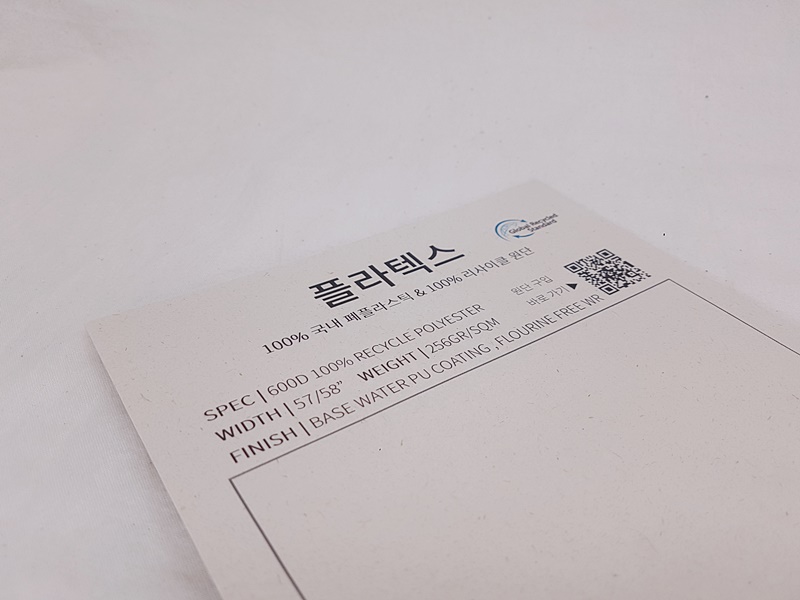 Global Recycled
Standard
플라텍스
100% 국내 폐플라스틱 & 100% 리사이클 원단
원단 구입
바로 가기 ▶
SPEC | 600D 100% RECYCLE POLYESTER
WIDTH | 57/58" WEIGHT | 256GR/SQM
FINISH | BASE WATER PU COATING , FLOURINE FREE WR